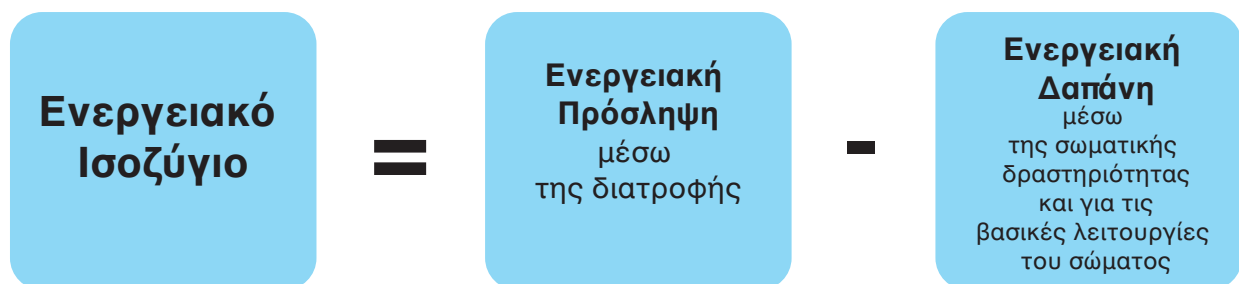 Ενεργειακό
Ισοζύγιο
=
Ενεργειακή
Πρόσληψη
μέσω
της διατροφής
-
Ενεργειακή
Δαπάνη
μέσω
της σωματικής
δραστηριότητας
και για τις
βασικές λειτουργίες
του σώματος